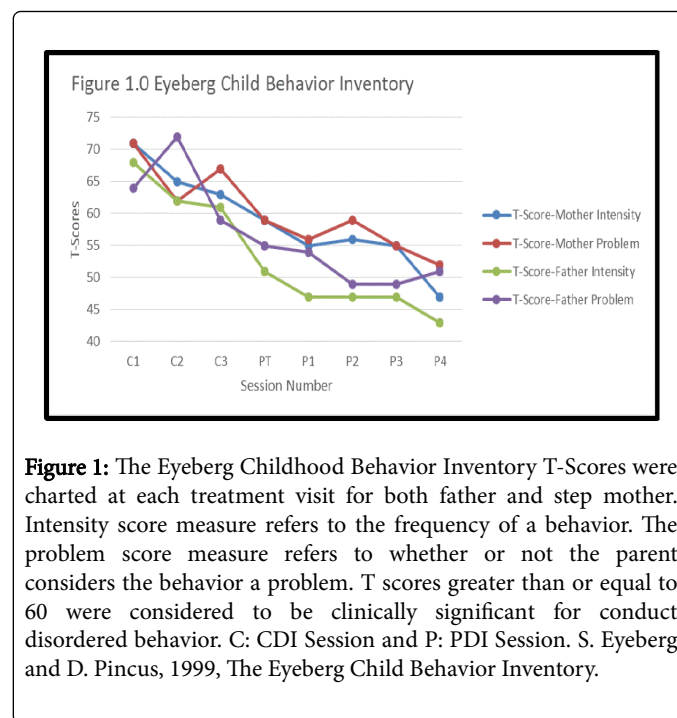 Figure 1.0 Eyeberg Child Behavior Inventory
75
70
65
60
55
50
45
40
T-Scores
C1 C2 C3 PT P1 P2 P3 P4
Session Number
T-Score-Mother Intensity
T-Score-Mother Problem
T-Score-Father Intensity
T-Score-Father Problem
Figure 1: The Eyeberg Childhood Behavior Inventory T-Scores were
charted at each treatment visit for both father and step mother.
Intensity score measure refers to the frequency of a behavior. The
problem score measure refers to whether or not the parent
considers the behavior a problem. T scores greater than or equal to
60 were considered to be clinically significant for conduct
disordered behavior. C: CDI Session and P: PDI Session. S. Eyeberg
and D. Pincus, 1999, The Eyeberg Child Behavior Inventory.